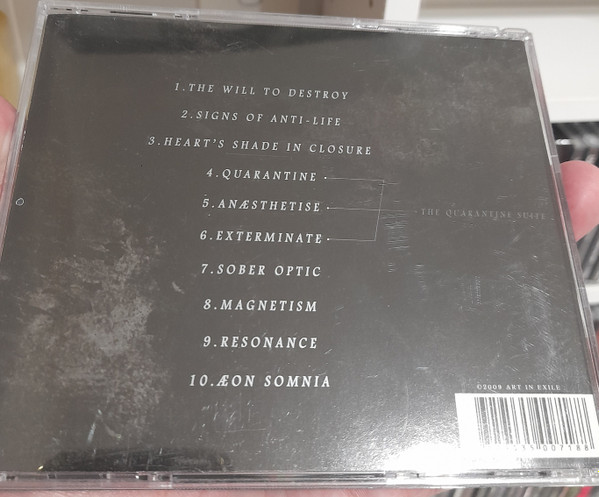 1.THE WILL TO DESTROY
2.SIGNS OF ANTI-LIFE
3.HEART'S SHADE IN CLOSURE
4.QUARANTINE
5.ANÆSTHETISE
THE QUARANTINE SUITE
6.EXTERMINATE
7.SOBER OPTIC
8.MAGNETISM
9.RESONANCE
10.ÆON SOMNIA
©2009 ART IN EXILE